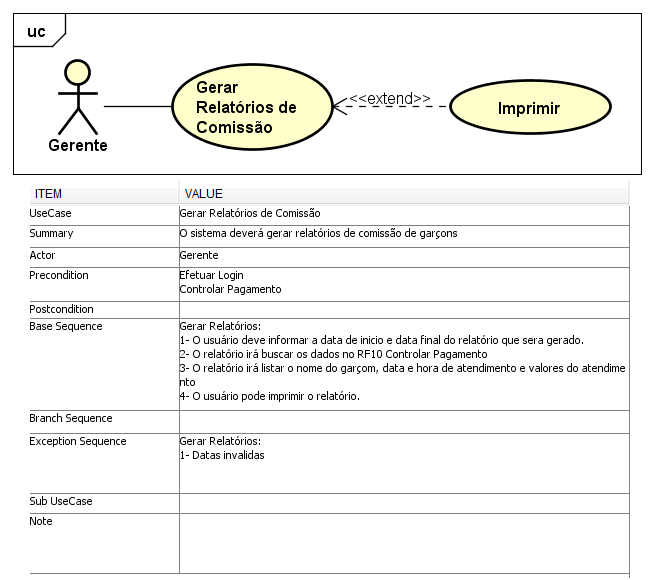 uc
Gerar
Relatórios de
Comissão
<<extend>>
Imprimir
Gerente
ITEM VALUE
UseCase Gerar Relatórios de Comissão
Summary O sistema deverá gerar relatórios de comissão de garçons
Actor Gerente
Precondition Efetuar Login
Controlar Pagamento
Postcondition
Base Sequence Gerar Relatórios:
1- O usuário deve informar a data de inicio e data final do relatório que sera gerado.
2- O relatório irá buscar os dados no RF10 Controlar Pagamento
3- O relatório irá listar o nome do garçom, data e hora de atendimento e valores do atendime
nto
4- O usuário pode imprimir o relatório.
Branch Sequence
Exception Sequence Gerar Relatórios:
1- Datas invalidas
Sub UseCase
Note